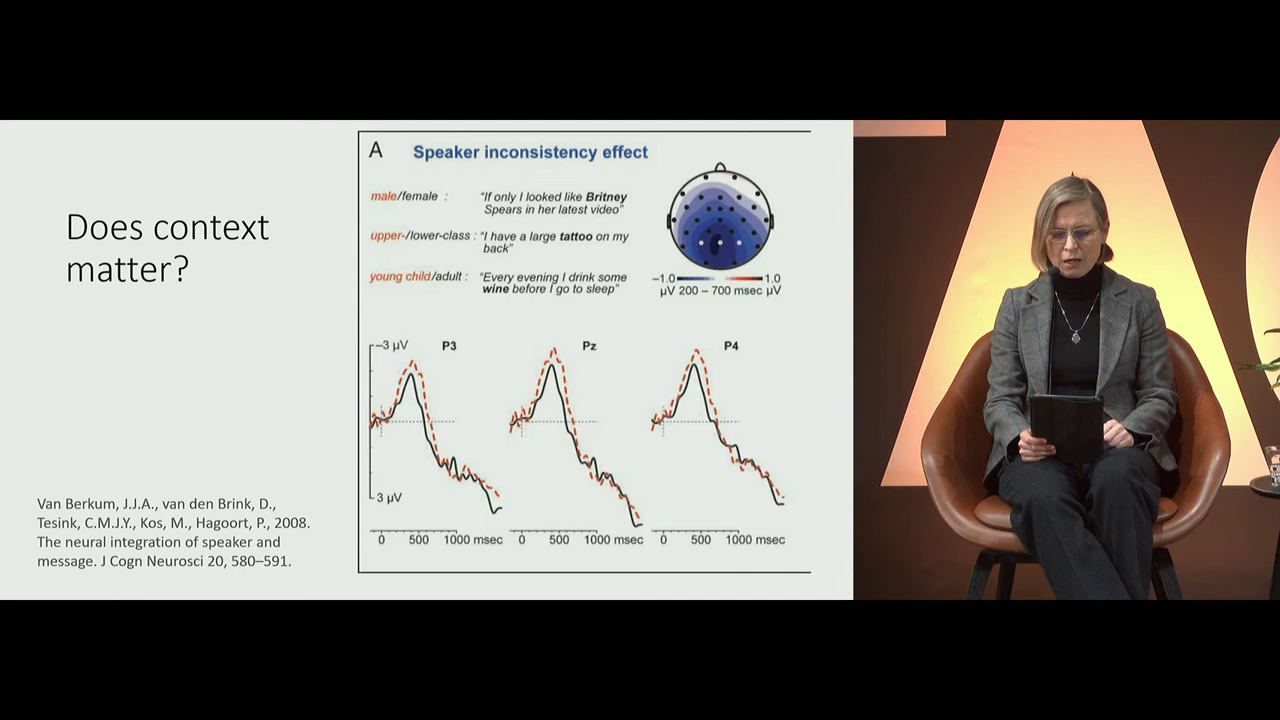 Does context
matter?
Van Berkum, J.J.A., van den Brink, D.,
Tesink, C.M.J.Y., Kos, M., Hagoort, P., 2008.
The neural integration of speaker and
message. J Cogn Neurosci 20, 580–591.
A
Speaker inconsistency effect
male/female : "If only I looked like Britney
Spears in her latest video"
upper-/lower-class : "I have a large tattoo on my
back"
young child/adult : "Every evening I drink some
wine before I go to sleep"
−1.0 1.0
µV 200 – 700 msec µV
−3 µV P3
3 µV
0 500 1000 msec
Pz
0 500 1000 msec
P4
0 500 1000 msec
A